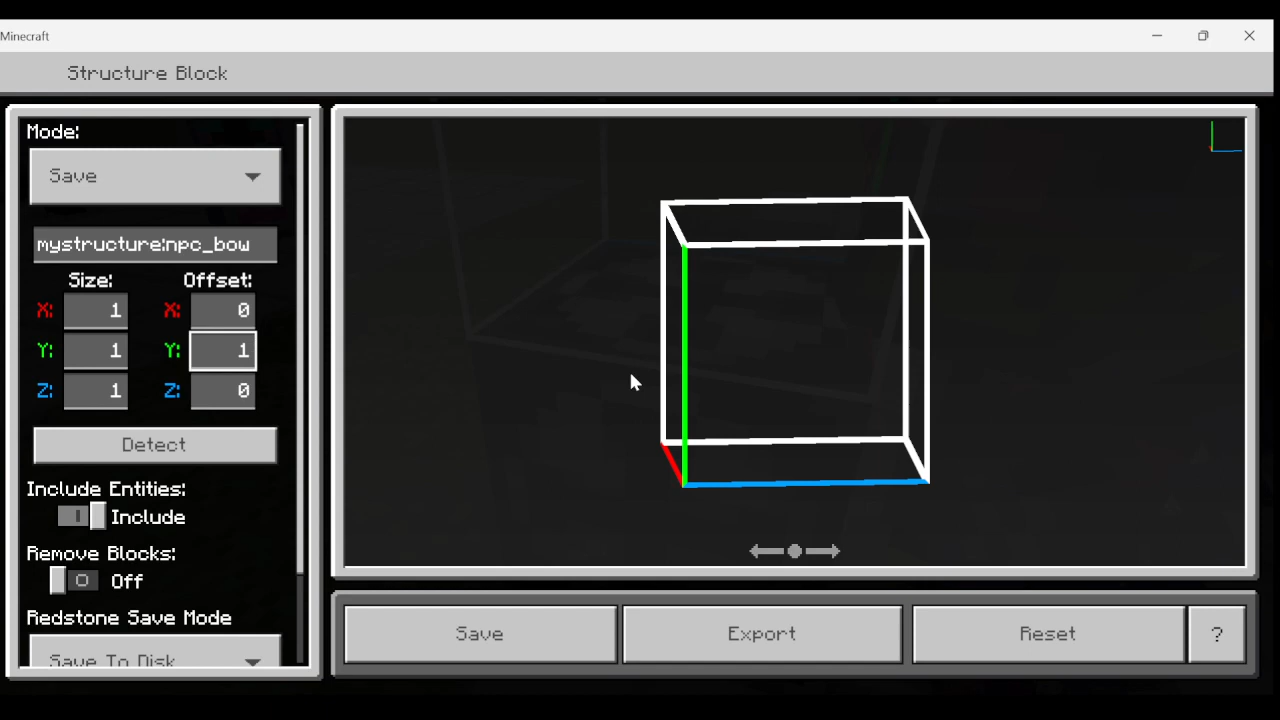 Minecraft
Structure Block
Mode:
Save
mystructure:npc_bow
Size: Offset:
X: 1 X: 0
Y: 1 Y: 1
Z: 1 Z: 0
Detect
Include Entities:
Include
Remove Blocks:
Off
Redstone Save Mode
Save To Disk
Save Export Reset ?